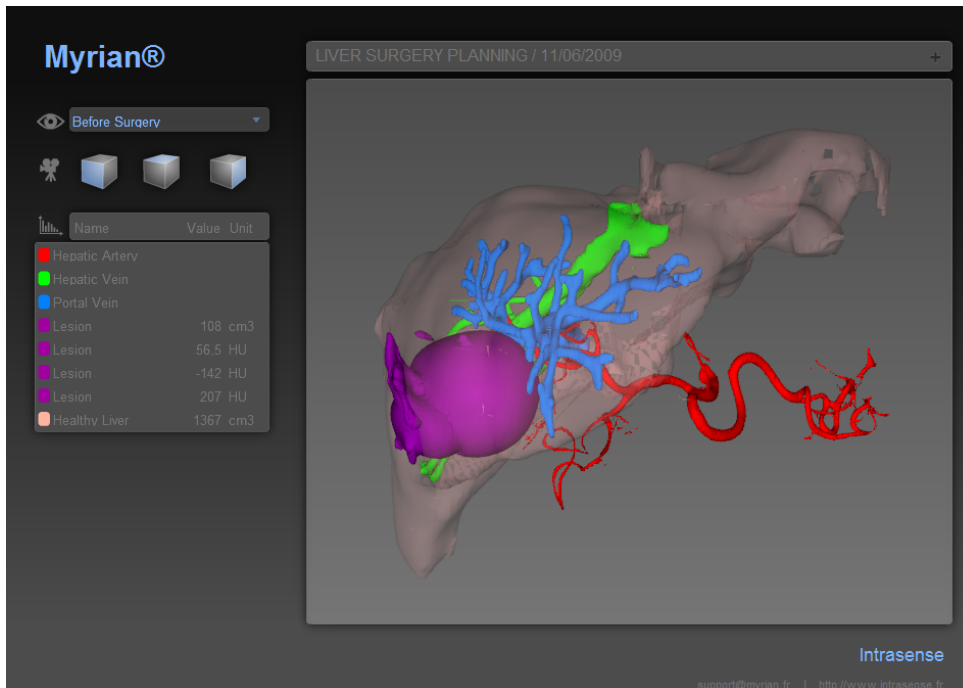 Myrian®
LIVER SURGERY PLANNING / 11/06/2009 +
Before Surgery
Name Value Unit
Hepatic Artery
Hepatic Vein
Portal Vein
Lesion 108 cm3
Lesion 56,5 HU
Lesion -142 HU
Lesion 207 HU
Healthy Liver 1367 cm3
Intrasense
support@myrian.fr | http://www.intrasense.fr